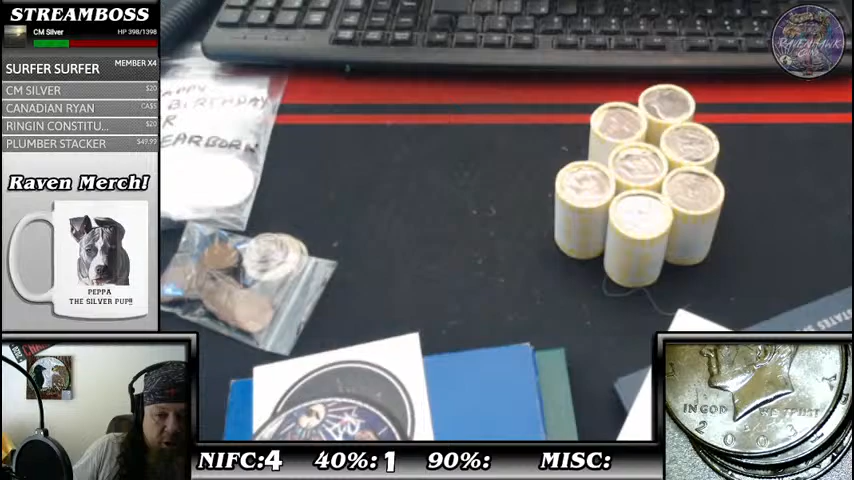 STREAMBOSS
CM Silver HP 398/1398
SURFER SURFER MEMBER X4
CM SILVER $20
CANADIAN RYAN CA$5
RINGIN CONSTITU... $20
PLUMBER STACKER $49.99
Raven Merch!
PEPPA
THE SILVER PUP!!
BIRTHDAY
EARBORN
IN GOD WE TRUST
NIFC:4 40%:1 90%: MISC: